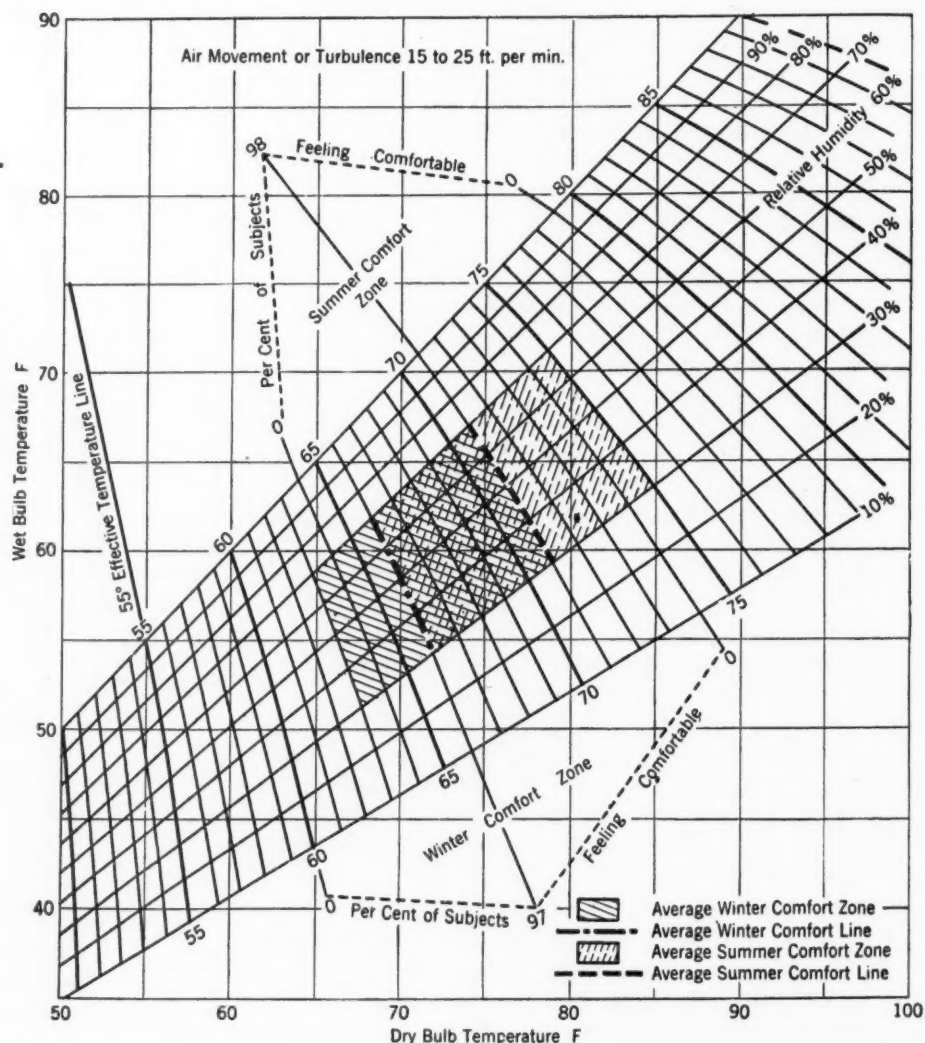 Air Movement or Turbulence 15 to 25 ft. per min.
90
80
70
60
50
40
Wet Bulb Temperature F
50
60
70
80
90
100
Dry Bulb Temperature F
98
Feeling Comfortable
0
Per Cent of Subjects
0
Summer Comfort
Zone
55° Effective Temperature Line
55
60
65
70
75
80
85
90%
80%
70%
60%
50%
40%
30%
20%
10%
Relative Humidity
55
60
65
70
75
Winter Comfort Zone
0
Per Cent of Subjects
97
Feeling Comfortable
0
Average Winter Comfort Zone
Average Winter Comfort Line
Average Summer Comfort Zone
Average Summer Comfort Line